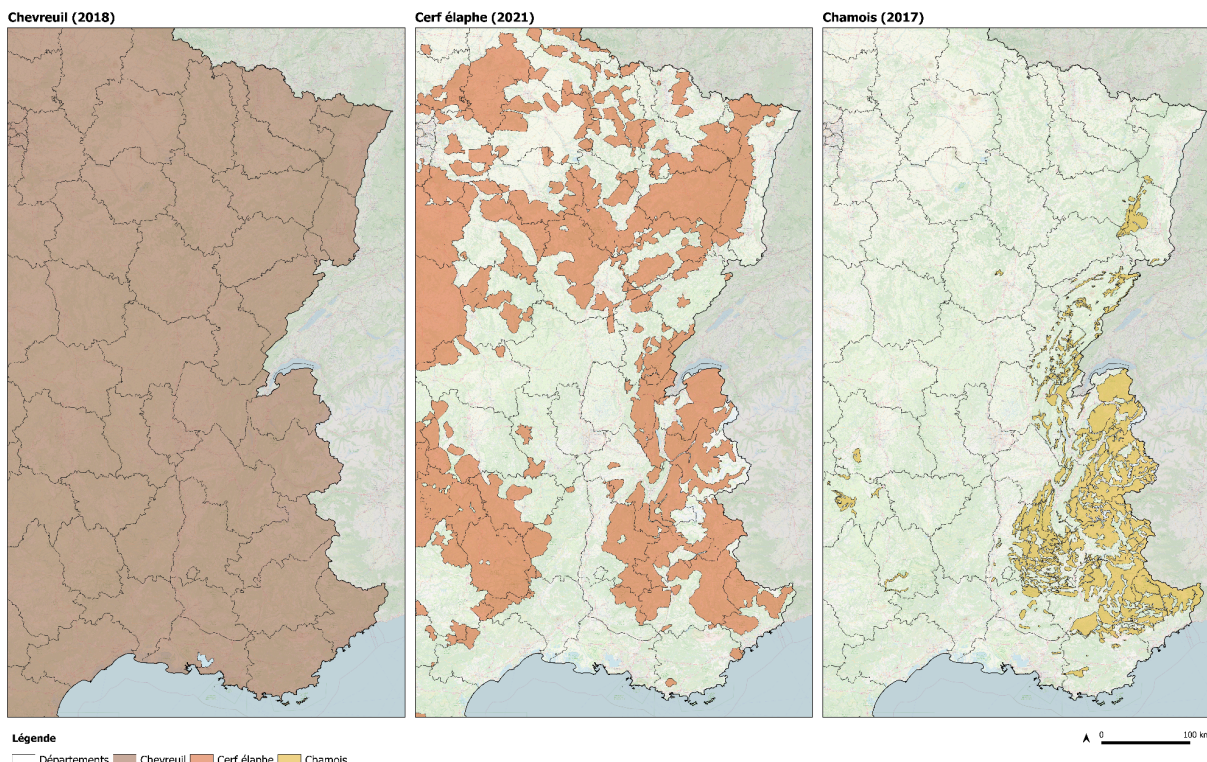 Chevreuil (2018)
Cerf élaphe (2021)
Chamois (2017)
Légende
Départements Chevreuil Cerf élaphe Chamois
0 100 km